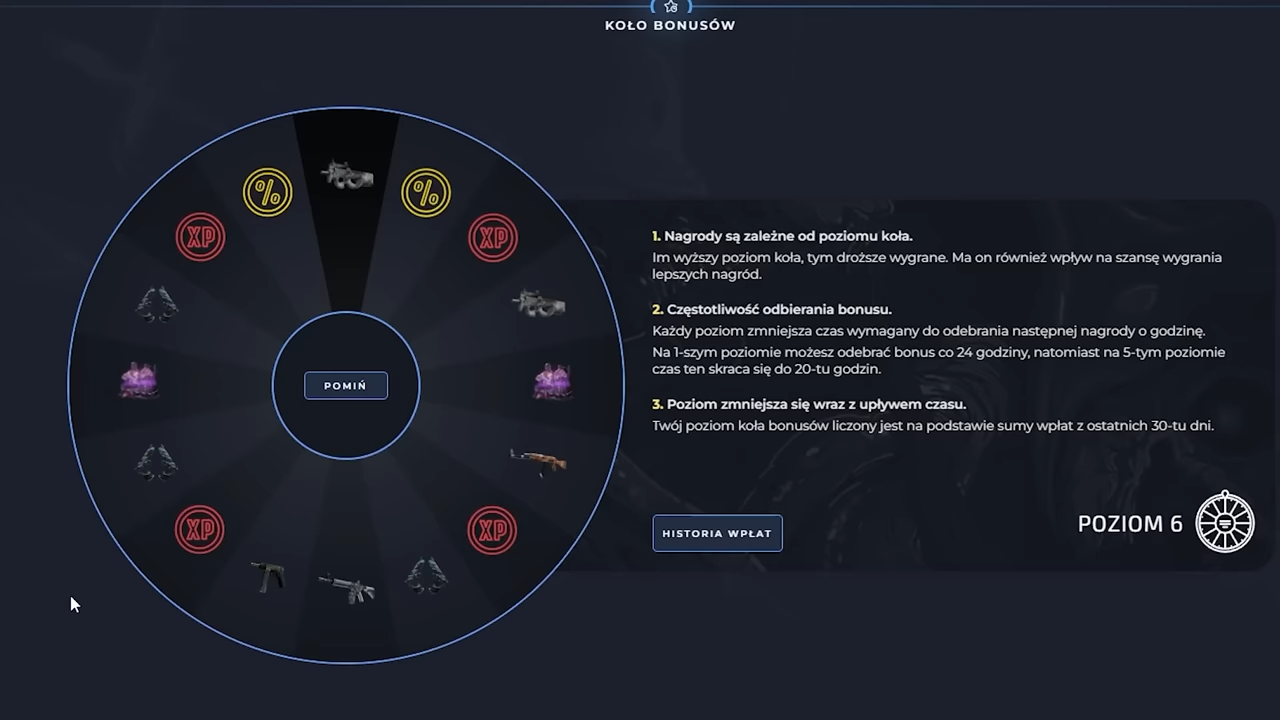 KOŁO BONUSÓW
%
%
XP
XP
1. Nagrody są zależne od poziomu koła.
Im wyższy poziom koła, tym droższe wygrane. Ma on również wpływ na szansę wygrania
lepszych nagród.
2. Częstotliwość odbierania bonusu.
Każdy poziom zmniejsza czas wymagany do odebrania następnej nagrody o godzinę.
Na 1-szym poziomie możesz odebrać bonus co 24 godziny, natomiast na 5-tym poziomie
czas ten skraca się do 20-tu godzin.
POMIŃ
3. Poziom zmniejsza się wraz z upływem czasu.
Twój poziom koła bonusów liczony jest na podstawie sumy wpłat z ostatnich 30-tu dni.
XP
XP
HISTORIA WPŁAT
POZIOM 6